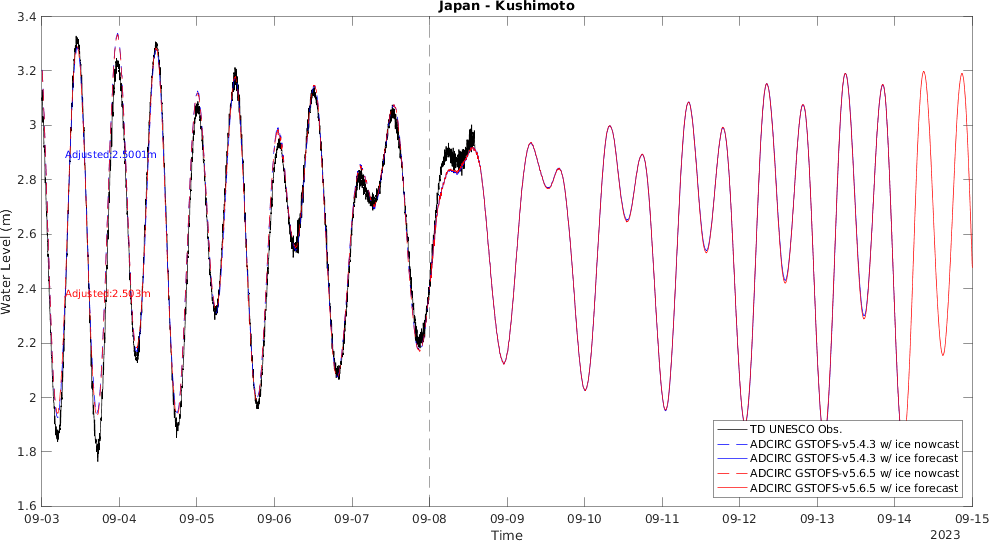 Japan - Kushimoto
3.4
3.2
3
2.8
2.6
2.4
2.2
2
1.8
1.6
Water Level (m)
Adjusted:2.5001m
Adjusted:2.503m
TD UNESCO Obs.
ADCIRC GSTOFS-v5.4.3 w/ ice nowcast
ADCIRC GSTOFS-v5.4.3 w/ ice forecast
ADCIRC GSTOFS-v5.6.5 w/ ice nowcast
ADCIRC GSTOFS-v5.6.5 w/ ice forecast
09-03 09-04 09-05 09-06 09-07 09-08 09-09 09-10 09-11 09-12 09-13 09-14 09-15
Time
2023